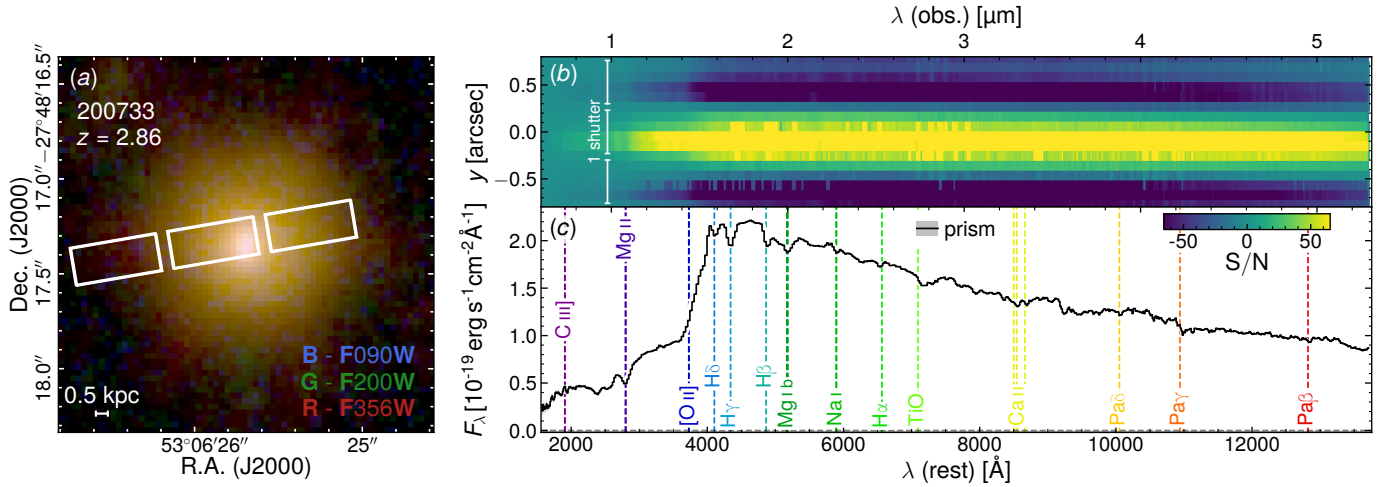 (a)
200733
z = 2.86
B - F090W
G - F200W
R - F356W
0.5 kpc
Dec. (J2000)
−27°48′16.5″
17.0″
17.5″
18.0″
53°06′26″
25″
R.A. (J2000)
λ (obs.) [μm]
1 2 3 4 5
(b)
1 shutter
y [arcsec]
0.5
0.0
−0.5
(c)
prism
-50 0 50
S/N
F_λ [10⁻¹⁹ erg s⁻¹ cm⁻² Å⁻¹]
2.0
1.5
1.0
0.5
0.0
C III]
Mg II
[O II]
Hδ
Hγ
Hβ
Mg I b
Na I
Hα
TiO
Ca II
Paδ
Paγ
Paβ
2000 4000 6000 8000 10000 12000
λ (rest) [Å]